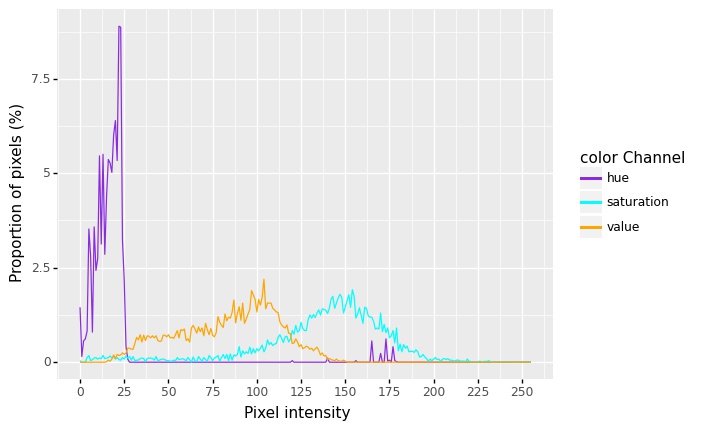 7.5
5
2.5
0
Proportion of pixels (%)
0 25 50 75 100 125 150 175 200 225 250
Pixel intensity
color Channel
hue
saturation
value